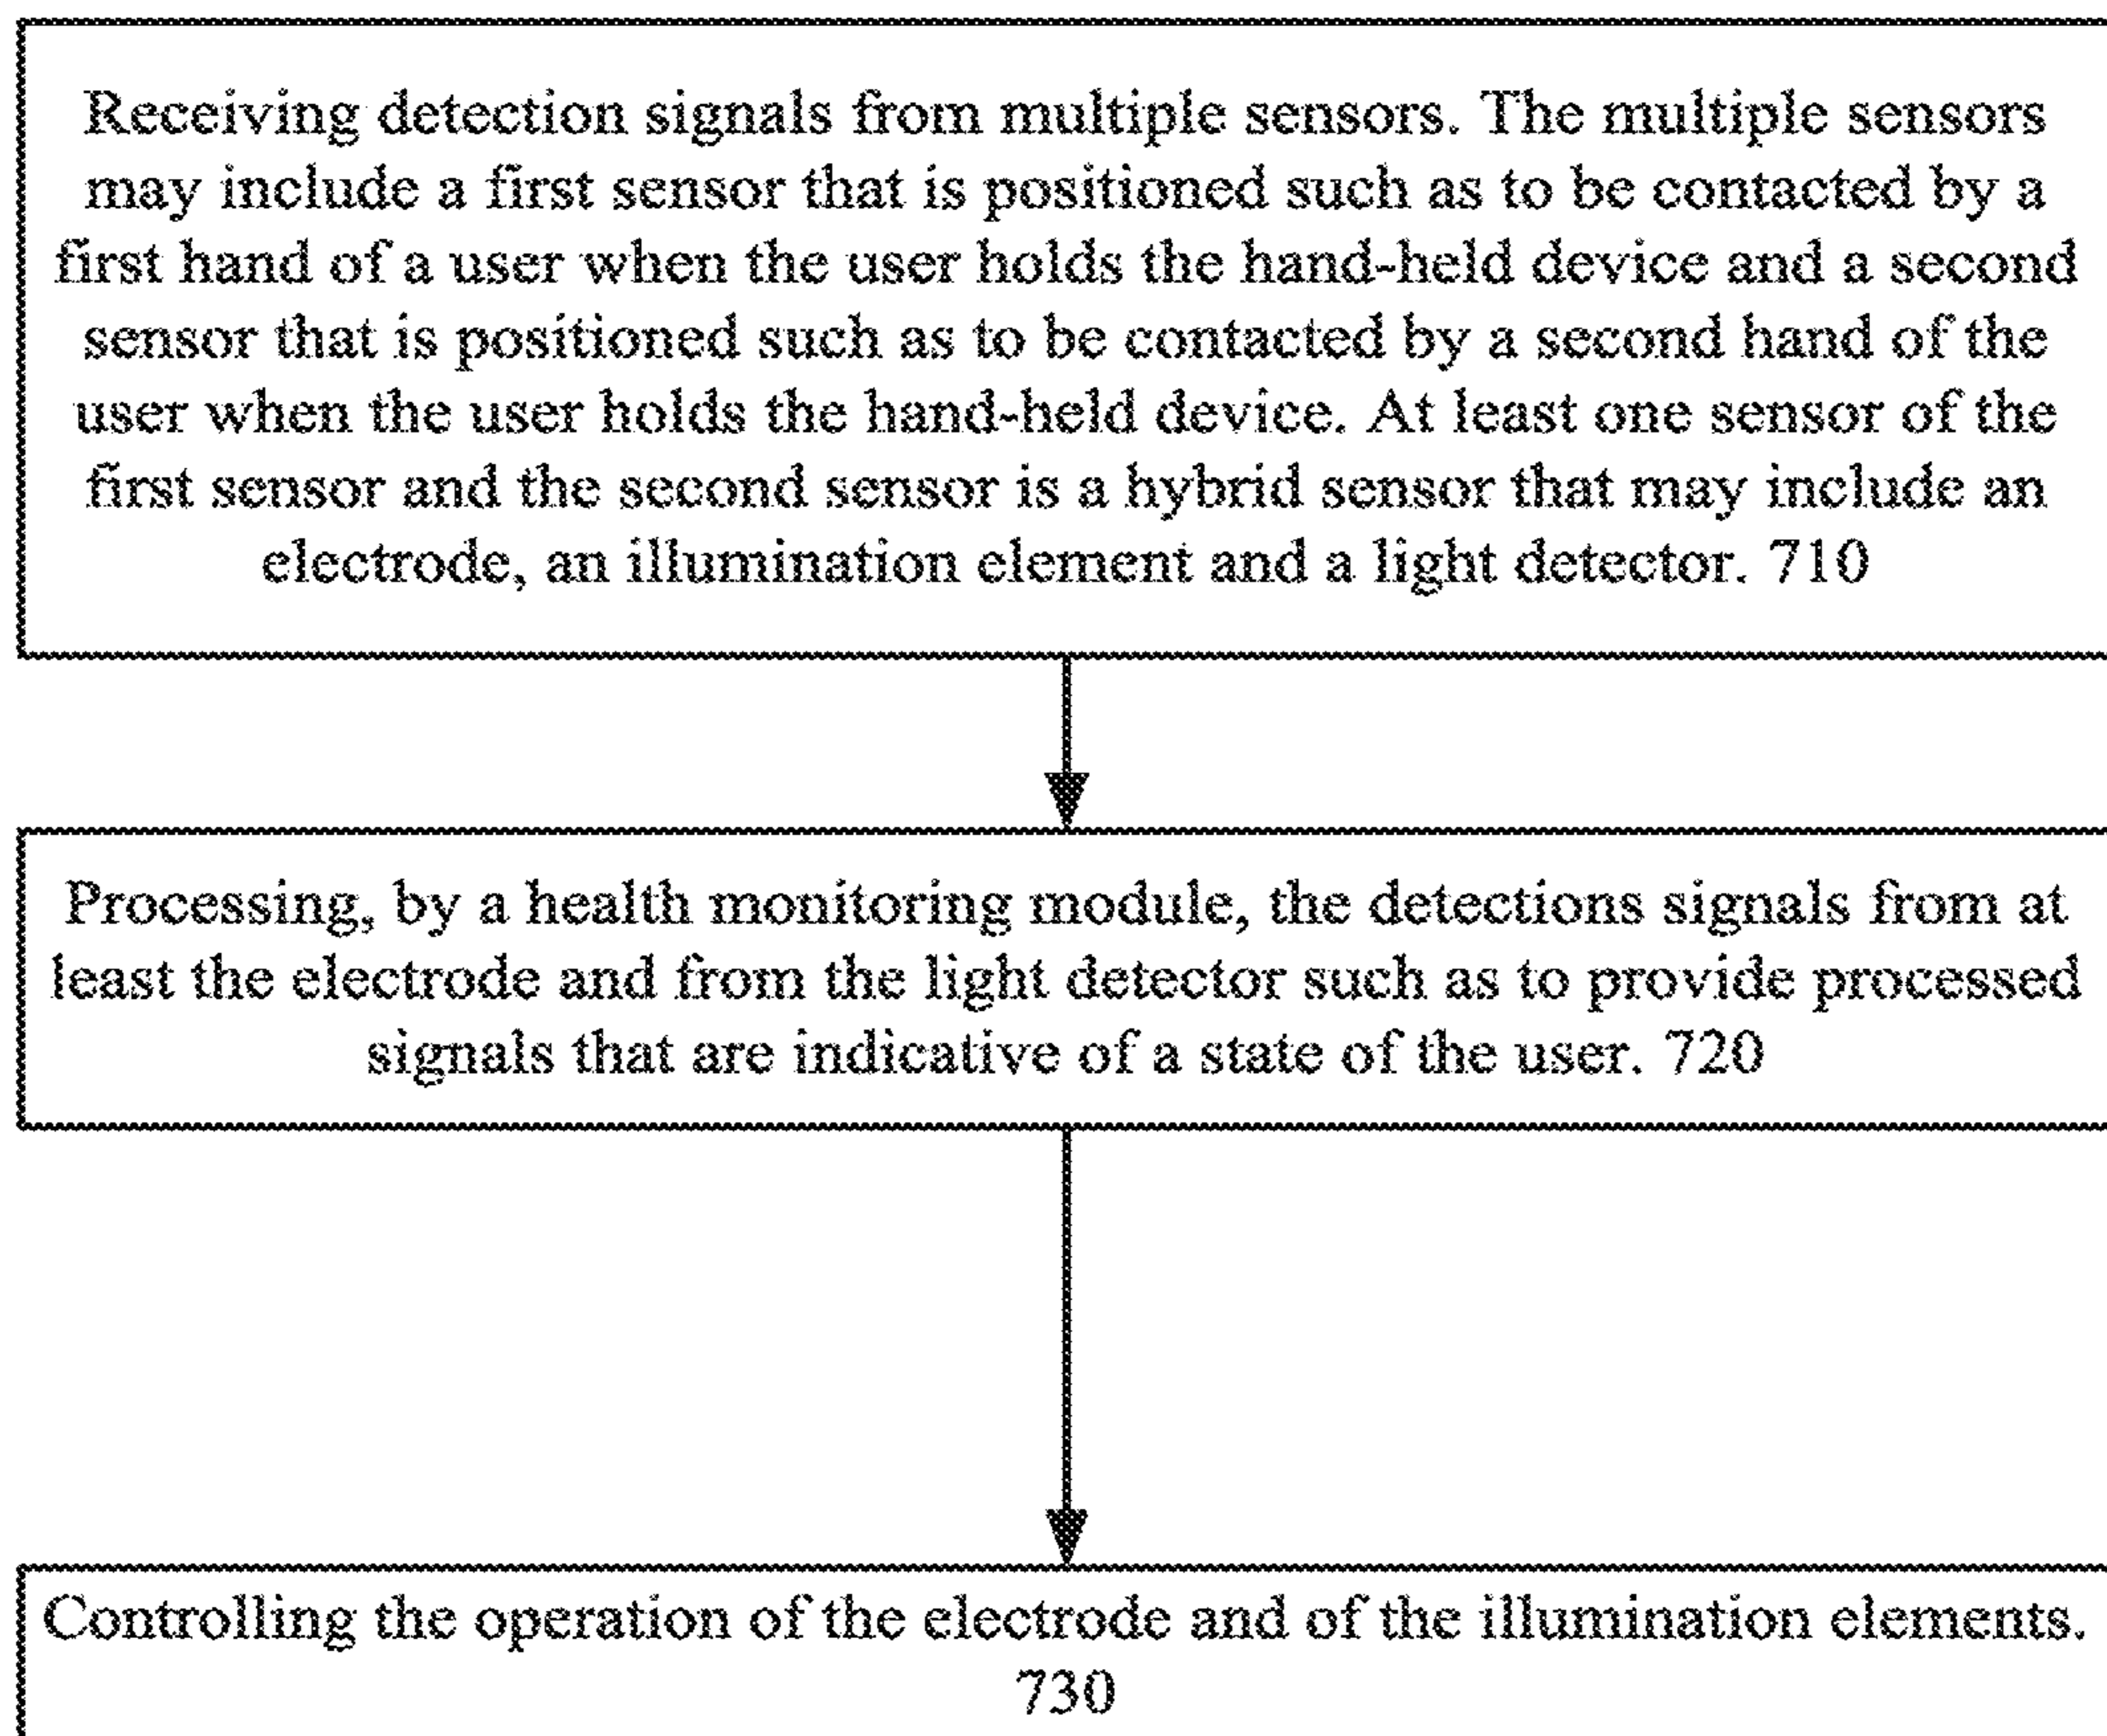 Receiving detection signals from multiple sensors. The multiple sensors
may include a first sensor that is positioned such as to be contacted by a
first hand of a user when the user holds the hand-held device and a second
sensor that is positioned such as to be contacted by a second hand of the
user when the user holds the hand-held device. At least one sensor of the
first sensor and the second sensor is a hybrid sensor that may include an
electrode, an illumination element and a light detector. 710
Processing, by a health monitoring module, the detections signals from at
least the electrode and from the light detector such as to provide processed
signals that are indicative of a state of the user. 720
Controlling the operation of the electrode and of the illumination elements.
730